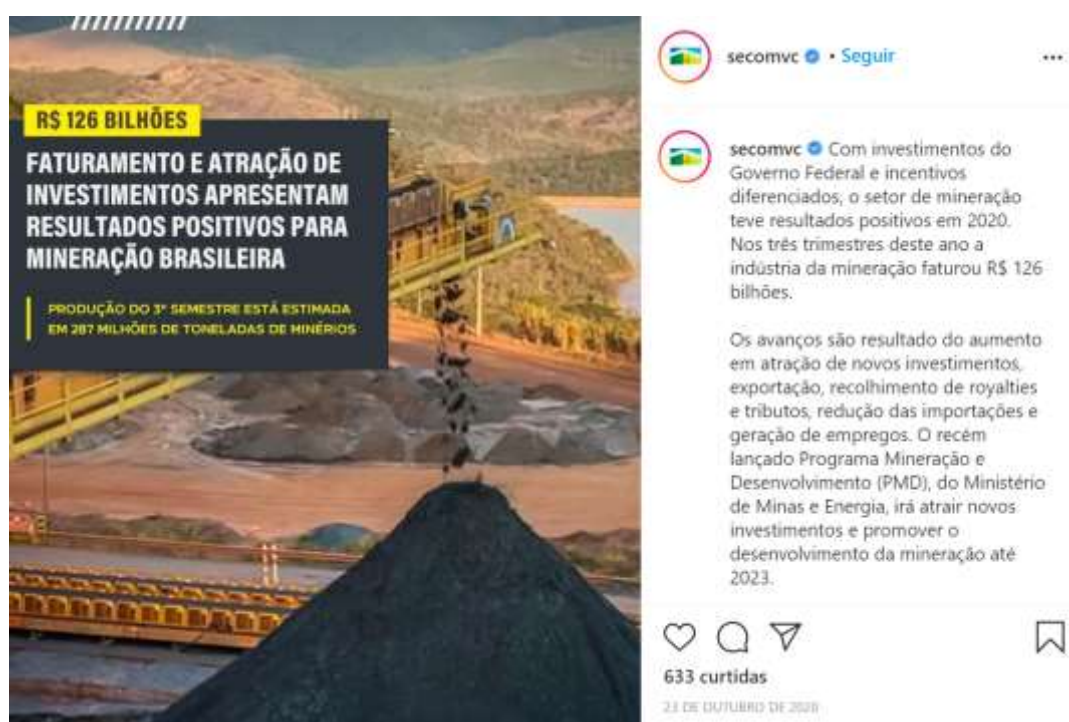 R$ 126 BILHÕES
FATURAMENTO E ATRAÇÃO DE
INVESTIMENTOS APRESENTAM
RESULTADOS POSITIVOS PARA
MINERAÇÃO BRASILEIRA
PRODUÇÃO DO 3º SEMESTRE ESTÁ ESTIMADA
EM 287 MILHÕES DE TONELADAS DE MINÉRIOS
secomvc • Seguir
secomvc Com investimentos do
Governo Federal e incentivos
diferenciados, o setor de mineração
teve resultados positivos em 2020.
Nos três trimestres deste ano a
indústria da mineração faturou R$ 126
bilhões.
Os avanços são resultado do aumento
em atração de novos investimentos,
exportação, recolhimento de royalties
e tributos, redução das importações e
geração de empregos. O recém
lançado Programa Mineração e
Desenvolvimento (PMD), do Ministério
de Minas e Energia, irá atrair novos
investimentos e promover o
desenvolvimento da mineração até
2023.
633 curtidas
23 DE OUTUBRO DE 2020